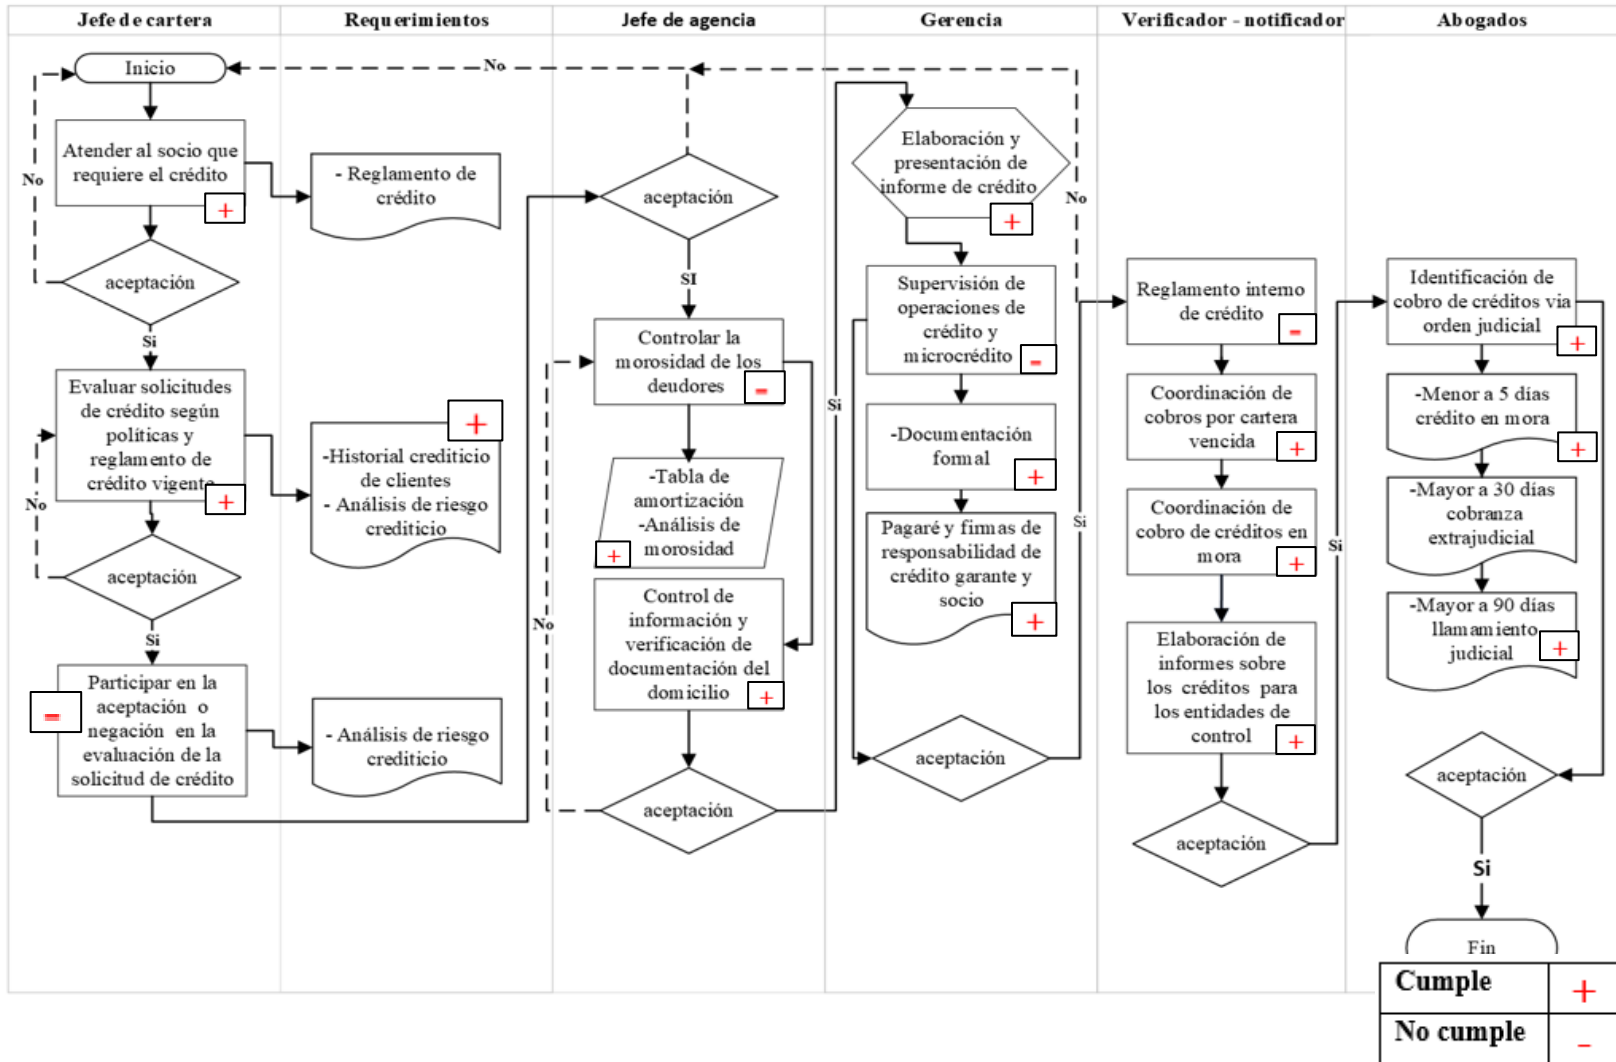 Jefe de cartera
Requerimientos
Jefe de agencia
Gerencia
Verificador - notificador
Abogados
Inicio
No
Atender al socio que
requiere el crédito
+
No
aceptación
Si
Evaluar solicitudes
de crédito según
políticas y
reglamento de
crédito vigente
+
No
aceptación
Si
Participar en la
aceptación o
negación en la
evaluación de la
solicitud de crédito
-
- Reglamento de
crédito
+
-Historial crediticio
de clientes
- Análisis de riesgo
crediticio
- Análisis de riesgo
crediticio
aceptación
SI
Controlar la
morosidad de los
deudores
-
-Tabla de
amortización
-Análisis de
morosidad
+
No
Control de
información y
verificación de
documentación del
domicilio
+
aceptación
Si
Elaboración y
presentación de
informe de crédito
+
No
Supervisión de
operaciones de
crédito y
microcrédito
-
-Documentación
formal
+
Pagaré y firmas de
responsabilidad de
crédito garante y
socio
+
aceptación
Si
Reglamento interno
de crédito
-
Coordinación de
cobros por cartera
vencida
+
Coordinación de
cobro de créditos en
mora
+
Elaboración de
informes sobre
los créditos para
los entidades de
control
+
aceptación
Si
Identificación de
cobro de créditos via
orden judicial
+
-Menor a 5 días
crédito en mora
+
-Mayor a 30 días
cobranza
extrajudicial
-Mayor a 90 días
llamamiento
judicial
+
aceptación
Si
Fin
Cumple +
No cumple -